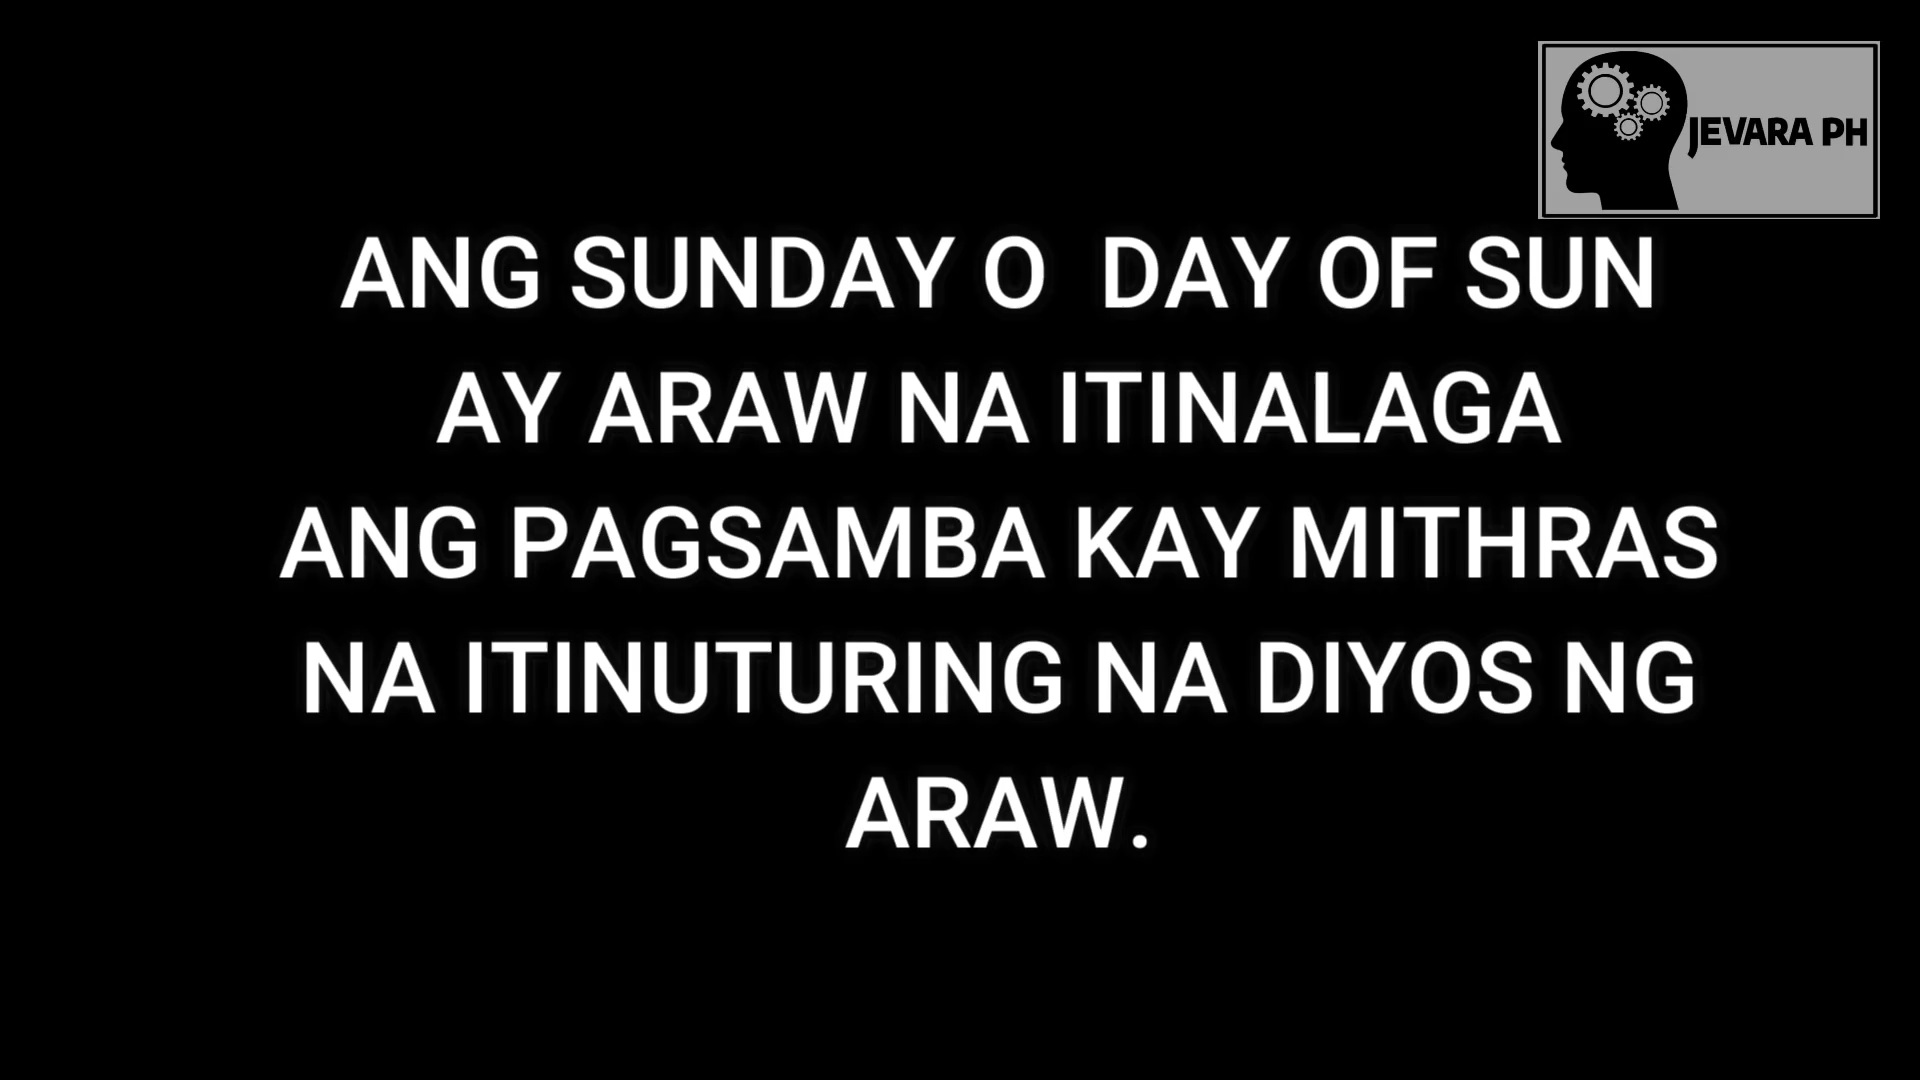 JEVARA PH
ANG SUNDAY O  DAY OF SUN
AY ARAW NA ITINALAGA
ANG PAGSAMBA KAY MITHRAS
NA ITINUTURING NA DIYOS NG
ARAW.